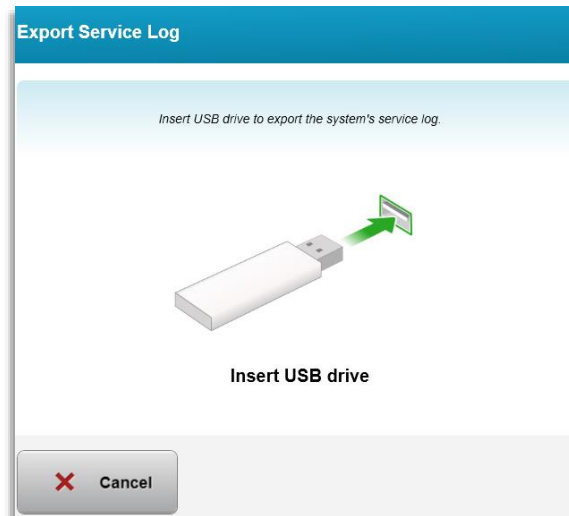 Export Service Log
Insert USB drive to export the system's service log.
Insert USB drive
Cancel